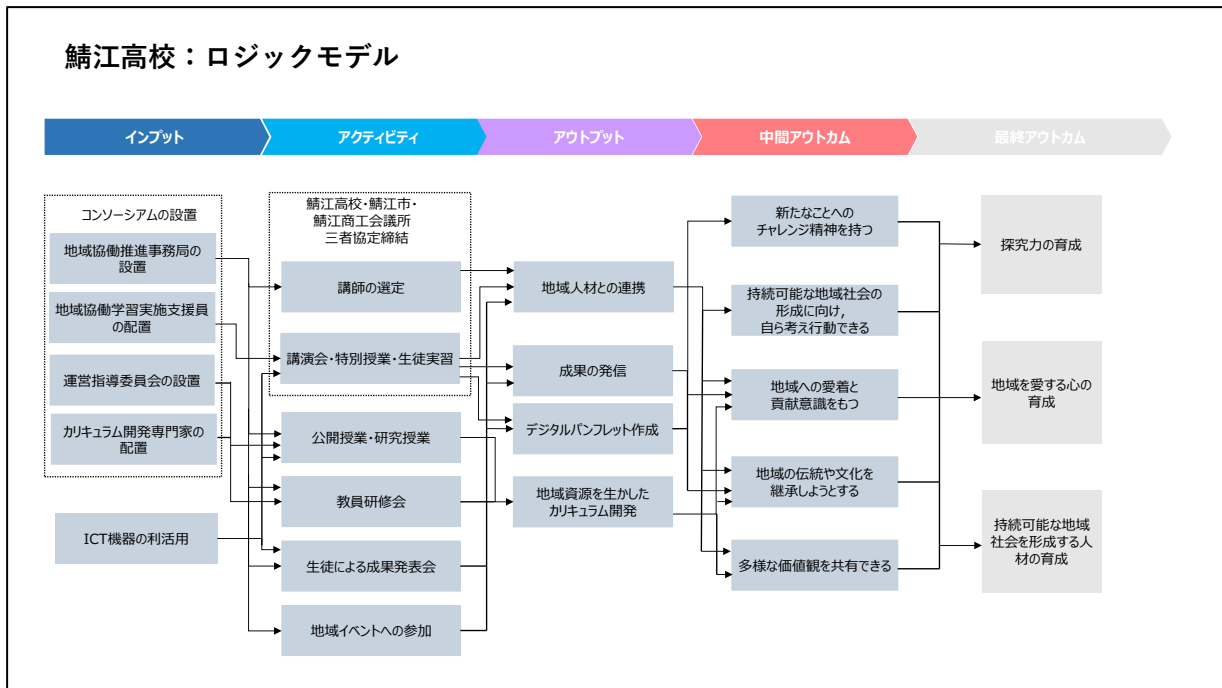 鯖江高校：ロジックモデル
インプット
アクティビティ
アウトプット
中間アウトカム
最終アウトカム
コンソーシアムの設置
地域協働推進事務局の
設置
地域協働学習実施支援員
の配置
運営指導委員会の設置
カリキュラム開発専門家の
配置
ICT機器の利活用
鯖江高校・鯖江市・
鯖江商工会議所
三者協定締結
講師の選定
講演会・特別授業・生徒実習
公開授業・研究授業
教員研修会
生徒による成果発表会
地域イベントへの参加
地域人材との連携
成果の発信
デジタルパンフレット作成
地域資源を生かした
カリキュラム開発
新たなことへの
チャレンジ精神を持つ
持続可能な地域社会の
形成に向け，
自ら考え行動できる
地域への愛着と
貢献意識をもつ
地域の伝統や文化を
継承しようとする
多様な価値観を共有できる
探究力の育成
地域を愛する心の
育成
持続可能な地域
社会を形成する人
材の育成